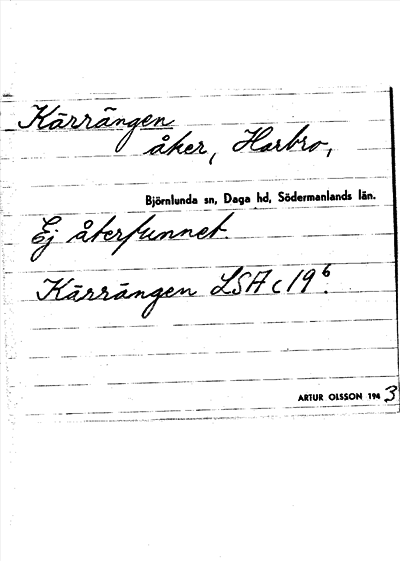 Kärrängen
åker, Harbro,
Björnlunda sn, Daga hd, Södermanlands län.
Ej återfunnet.
Kärrängen LSA c 19⁶.
ARTUR OLSSON 1943